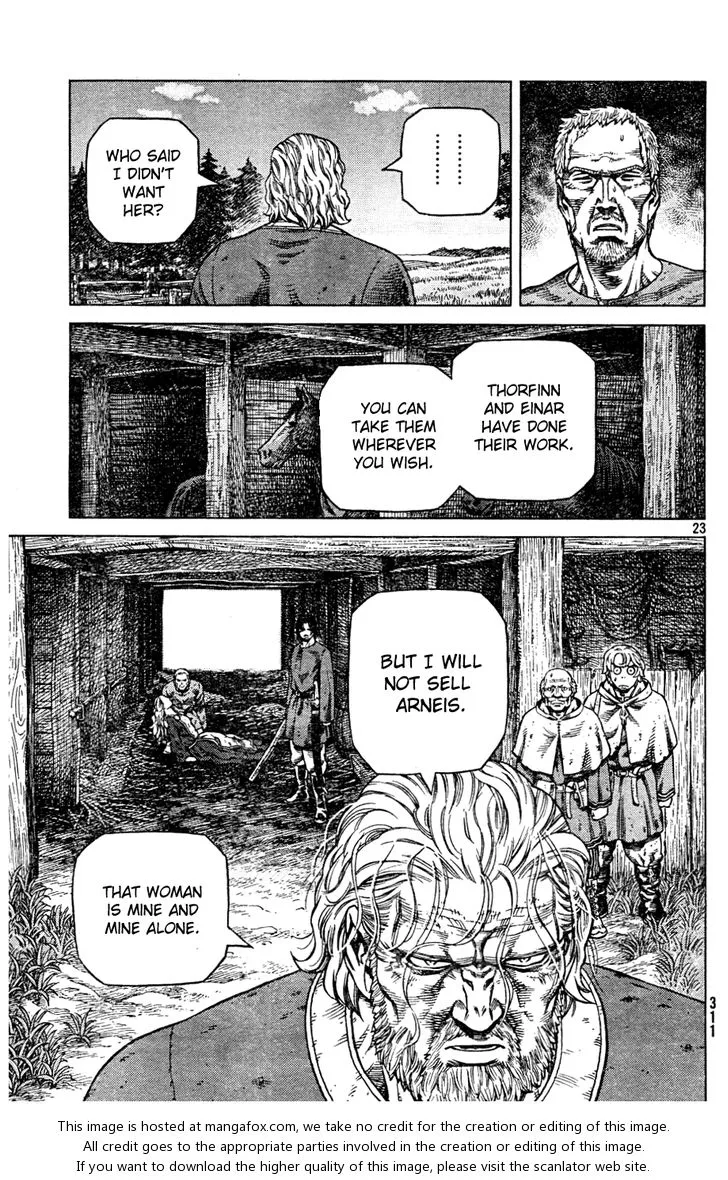 .......
.......
WHO SAID
I DIDN'T
WANT
HER?
THORFINN
AND EINAR
HAVE DONE
THEIR WORK.
YOU CAN
TAKE THEM
WHEREVER
YOU WISH.
23
BUT I WILL
NOT SELL
ARNEIS.
THAT WOMAN
IS MINE AND
MINE ALONE.
311
This image is hosted at mangafox.com, we take no credit for the creation or editing of this image.
All credit goes to the appropriate parties involved in the creation or editing of this image.
If you want to download the higher quality of this image, please visit the scanlator web site.